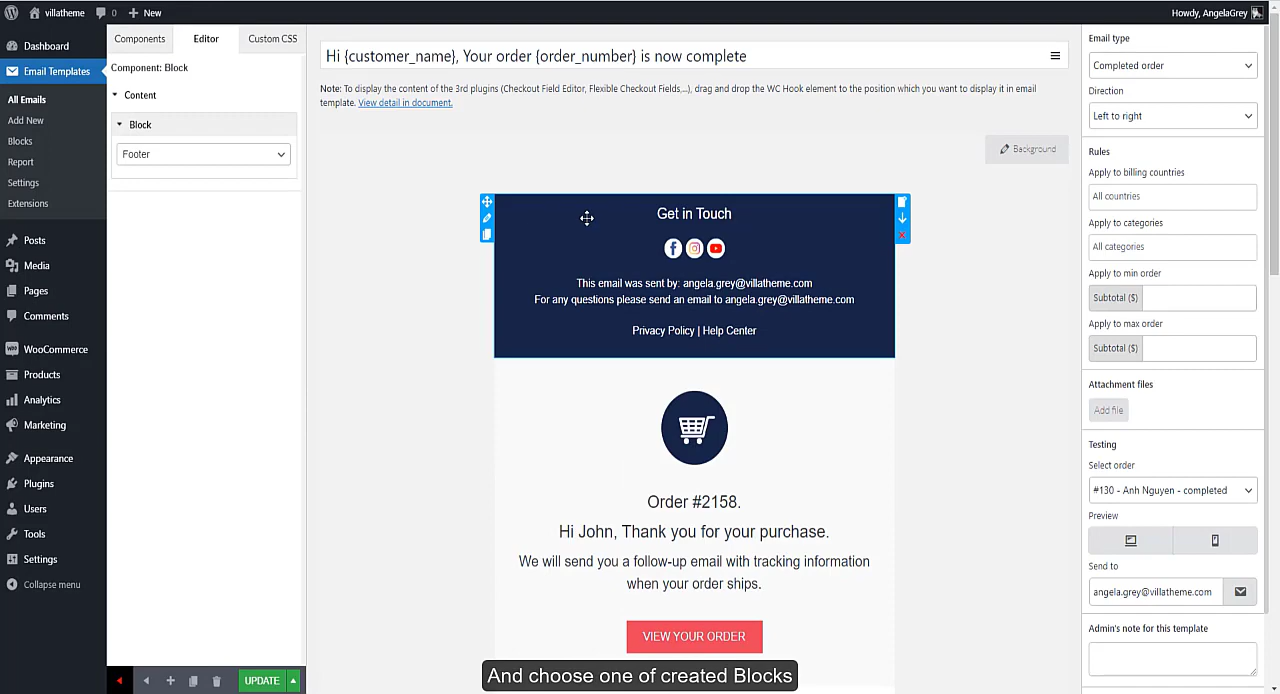 villatheme
0
New
Howdy, AngelaGrey
Dashboard
Email Templates
All Emails
Add New
Blocks
Report
Settings
Extensions
Posts
Media
Pages
Comments
WooCommerce
Products
Analytics
Marketing
Appearance
Plugins
Users
Tools
Settings
Collapse menu
Components
Editor
Custom CSS
Component: Block
Content
Block
Footer
UPDATE
Hi {customer_name}, Your order {order_number} is now complete
Note: To display the content of the 3rd plugins (Checkout Field Editor, Flexible Checkout Fields,...), drag and drop the WC Hook element to the position which you want to display it in email
template. View detail in document.
Background
Get in Touch
This email was sent by: angela.grey@villatheme.com
For any questions please send an email to angela.grey@villatheme.com
Privacy Policy | Help Center
Order #2158.
Hi John, Thank you for your purchase.
We will send you a follow-up email with tracking information
when your order ships.
VIEW YOUR ORDER
And choose one of created Blocks
Email type
Completed order
Direction
Left to right
Rules
Apply to billing countries
All countries
Apply to categories
All categories
Apply to min order
Subtotal ($)
Apply to max order
Subtotal ($)
Attachment files
Add file
Testing
Select order
#130 - Anh Nguyen - completed
Preview
Send to
angela.grey@villatheme.com
Admin's note for this template